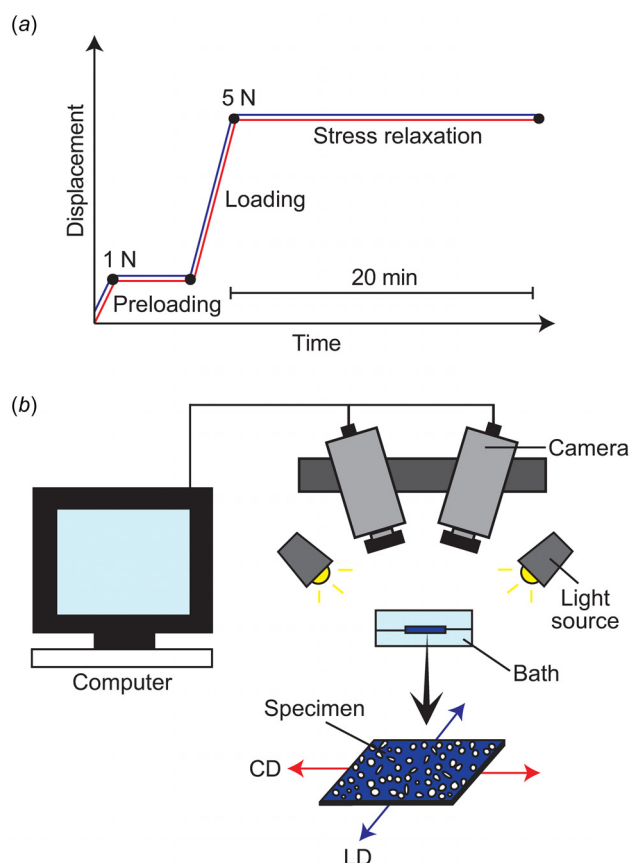 (a)
5 N
Displacement
Stress relaxation
Loading
1 N
20 min
Preloading
Time
(b)
Camera
Light
source
Bath
Computer
Specimen
CD
LD